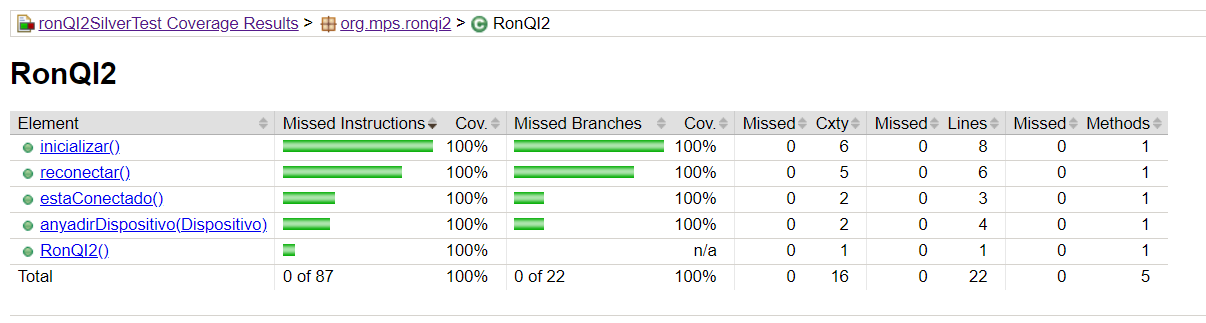 ronQI2SilverTest Coverage Results > org.mps.ronqi2 > RonQI2
RonQI2
Element Missed Instructions Cov. Missed Branches Cov. Missed Cxty Missed Lines Missed Methods
inicializar() 100% 100% 0 6 0 8 0 1
reconectar() 100% 100% 0 5 0 6 0 1
estaConectado() 100% 100% 0 2 0 3 0 1
anyadirDispositivo(Dispositivo) 100% 100% 0 2 0 4 0 1
RonQI2() 100% n/a 0 1 0 1 0 1
Total 0 of 87 100% 0 of 22 100% 0 16 0 22 0 5